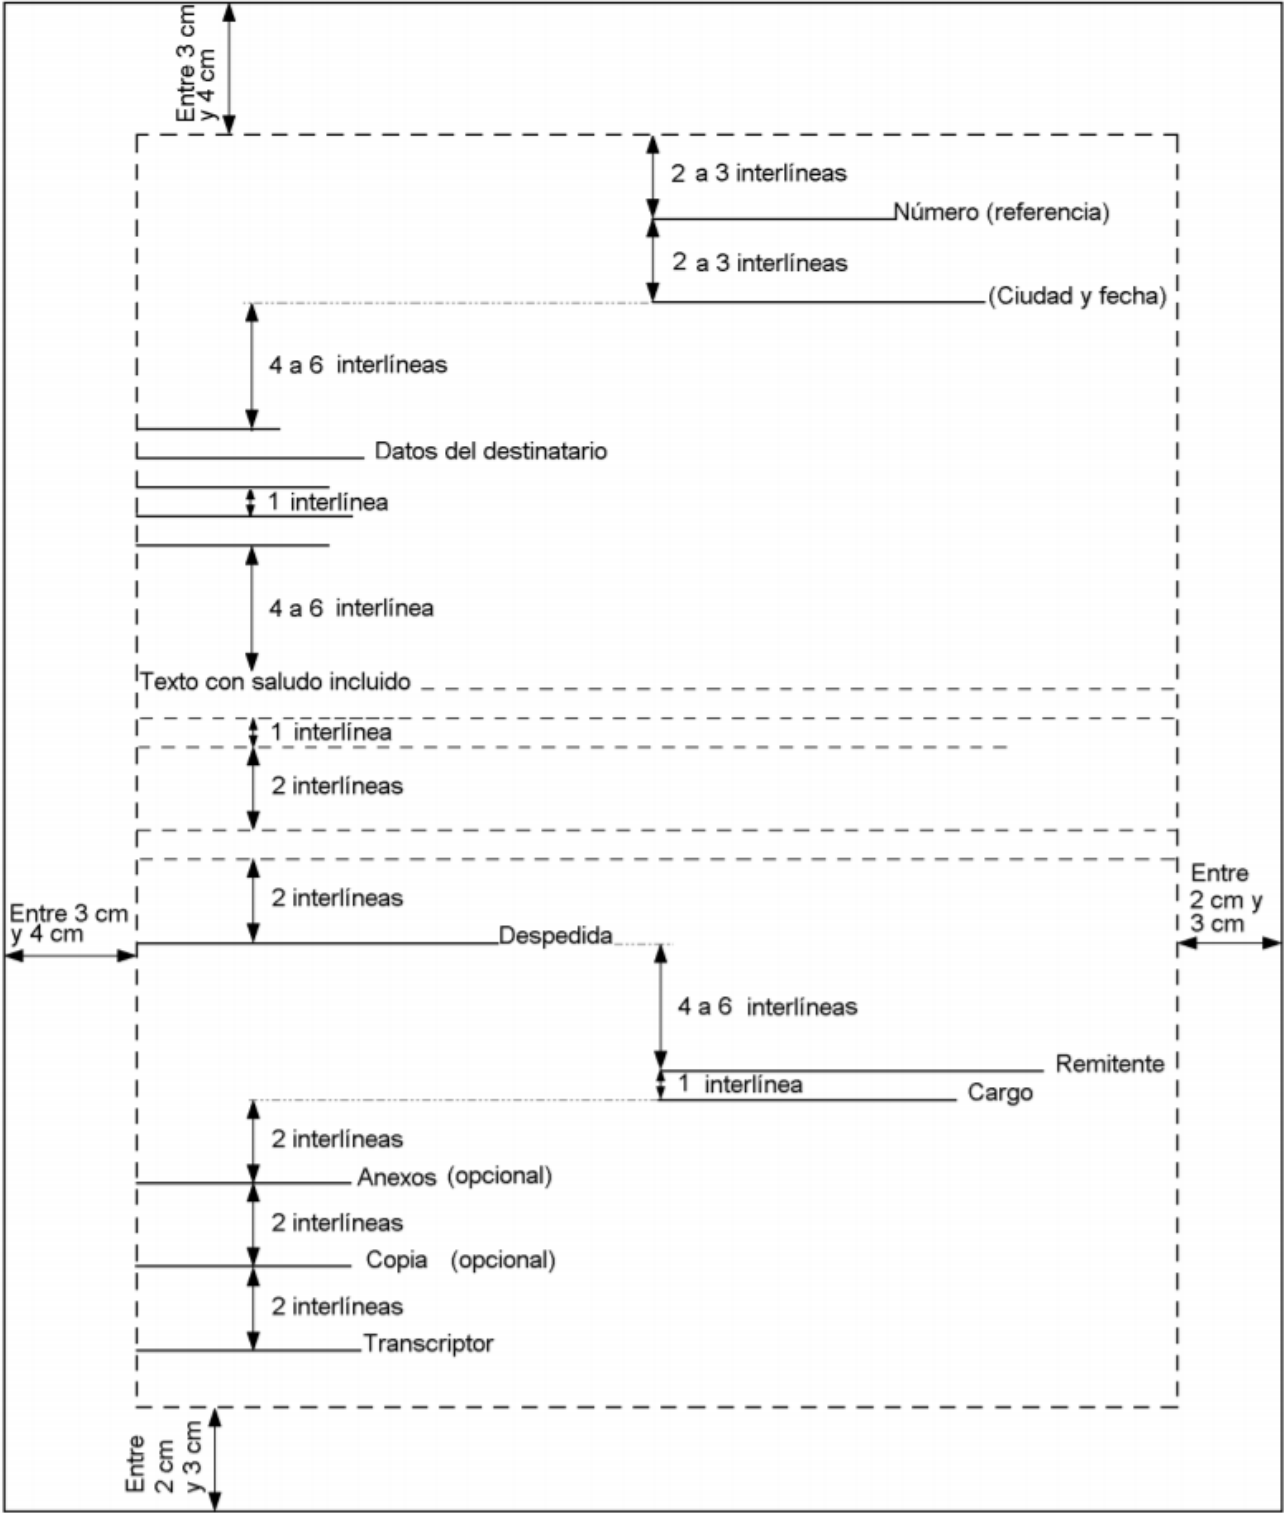 Entre 3 cm
y 4 cm
2 a 3 interlíneas
Número (referencia)
2 a 3 interlíneas
(Ciudad y fecha)
4 a 6 interlíneas
Datos del destinatario
1 interlínea
4 a 6 interlínea
Texto con saludo incluido
1 interlínea
2 interlíneas
2 interlíneas
Entre
2 cm y
3 cm
Entre 3 cm
y 4 cm
Despedida
4 a 6 interlíneas
Remitente
1 interlínea
Cargo
2 interlíneas
Anexos (opcional)
2 interlíneas
Copia (opcional)
2 interlíneas
Transcriptor
Entre
2 cm
y 3 cm